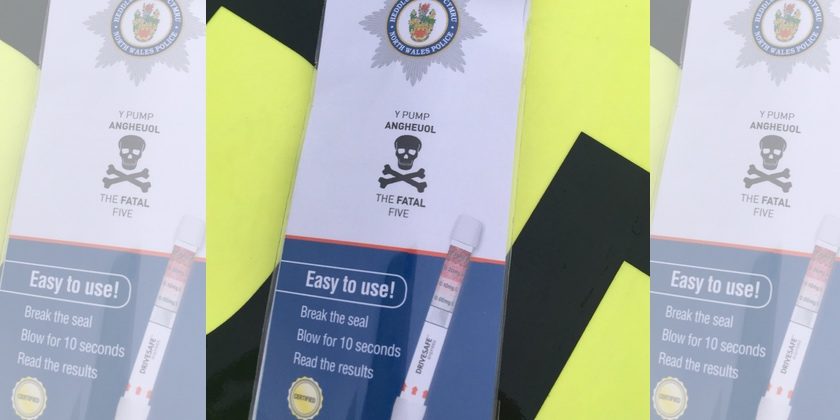 NORTH WALES POLICE
Y PUMP
ANGHEUOL
THE FATAL
FIVE
Easy to use!
Break the seal
Blow for 10 seconds
Read the results
DRIVESAFE
CERTIFIED